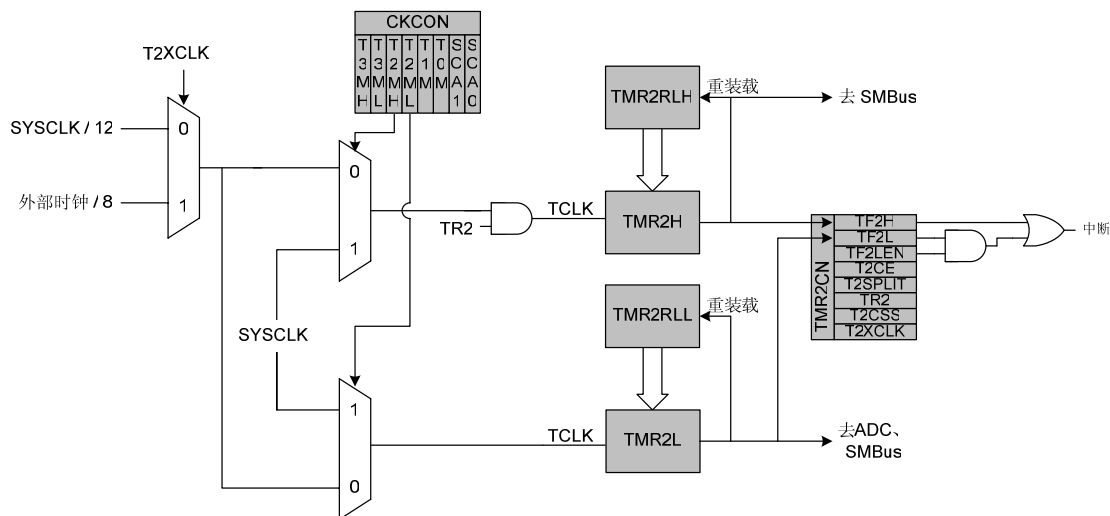 CKCON
T3MH
T3ML
T2MH
T2ML
T1M
T0M
SCA1
SCA0
T2XCLK
SYSCLK / 12
0
外部时钟 / 8
1
0
1
TR2
TCLK
TMR2RLH
重装载
去 SMBus
TMR2H
TMR2CN
TF2H
TF2L
TF2LEN
T2CE
T2SPLIT
TR2
T2CSS
T2XCLK
中断
SYSCLK
1
0
TCLK
TMR2RLL
重装载
TMR2L
去ADC、
SMBus